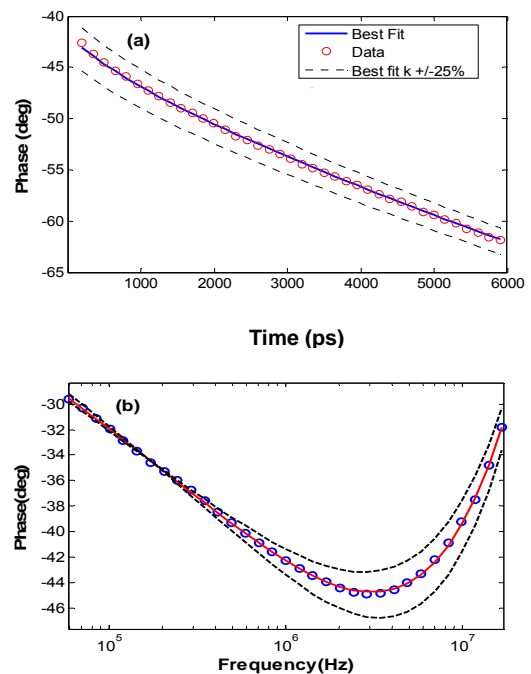 (a)
Best Fit
Data
Best fit k +/-25%
Phase (deg)
-40
-45
-50
-55
-60
-65
1000 2000 3000 4000 5000 6000
Time (ps)
(b)
Phase(deg)
-30
-32
-34
-36
-38
-40
-42
-44
-46
10^5 10^6 10^7
Frequency(Hz)